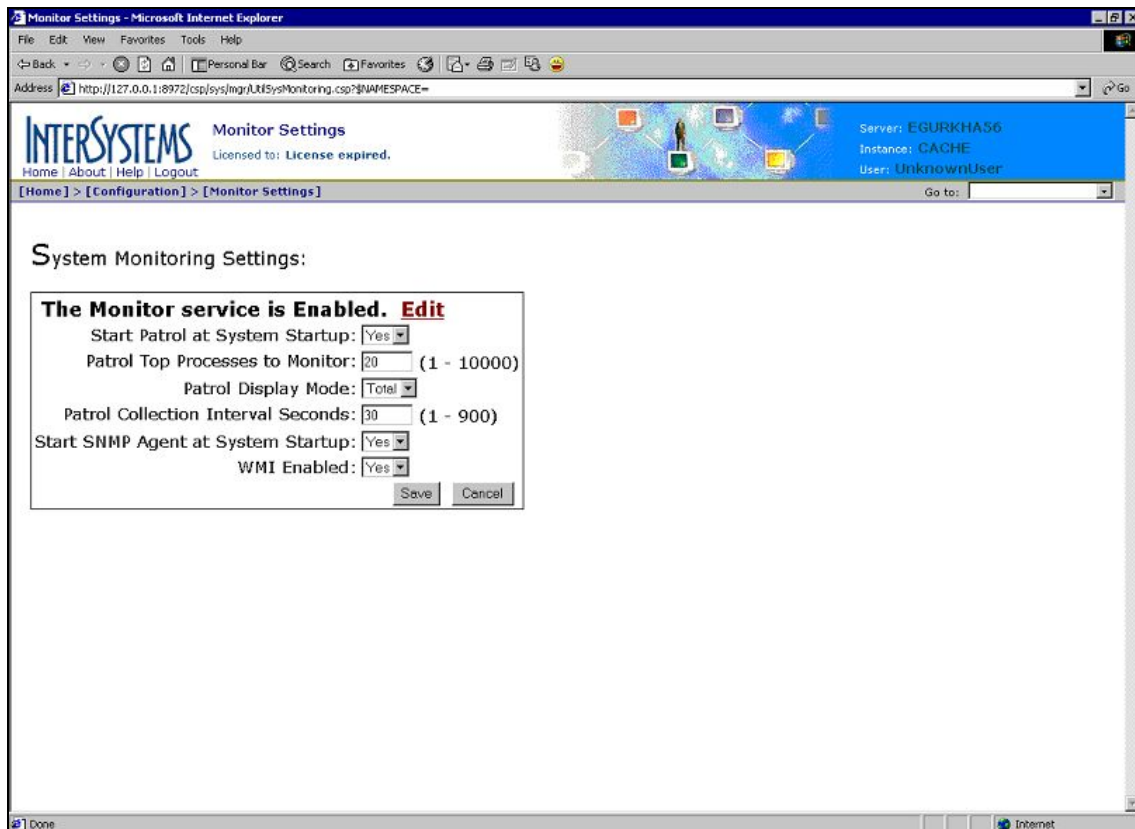 Monitor Settings - Microsoft Internet Explorer
File Edit View Favorites Tools Help
Back Personal Bar Search Favorites
Address http://127.0.0.1:8972/csp/sys/mgr/UtilSysMonitoring.csp?$NAMESPACE= Go
INTERSYSTEMS
Monitor Settings
Licensed to: License expired.
Home | About | Help | Logout
Server: EGURKHA56
Instance: CACHE
User: UnknownUser
[Home] > [Configuration] > [Monitor Settings]
Go to:
System Monitoring Settings:
The Monitor service is Enabled. Edit
Start Patrol at System Startup: Yes
Patrol Top Processes to Monitor: 20 (1 - 10000)
Patrol Display Mode: Total
Patrol Collection Interval Seconds: 30 (1 - 900)
Start SNMP Agent at System Startup: Yes
WMI Enabled: Yes
Save Cancel
Done
Internet